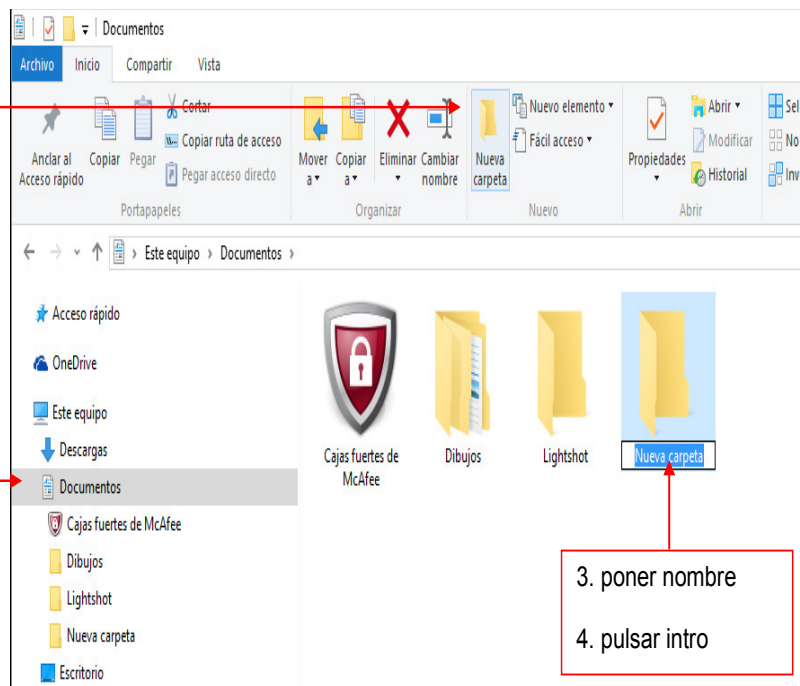 Documentos
Archivo Inicio Compartir Vista
Anclar al
Acceso rápido
Copiar
Pegar
Cortar
Copiar ruta de acceso
Pegar acceso directo
Portapapeles
Mover
a
Copiar
a
Eliminar
Cambiar
nombre
Organizar
Nueva
carpeta
Nuevo elemento
Fácil acceso
Nuevo
Propiedades
Abrir
Modificar
Historial
Abrir
Sel
No
Inv
Este equipo > Documentos >
Acceso rápido
OneDrive
Este equipo
Descargas
Documentos
Cajas fuertes de McAfee
Dibujos
Lightshot
Nueva carpeta
Escritorio
Cajas fuertes de
McAfee
Dibujos
Lightshot
Nueva carpeta
3. poner nombre
4. pulsar intro